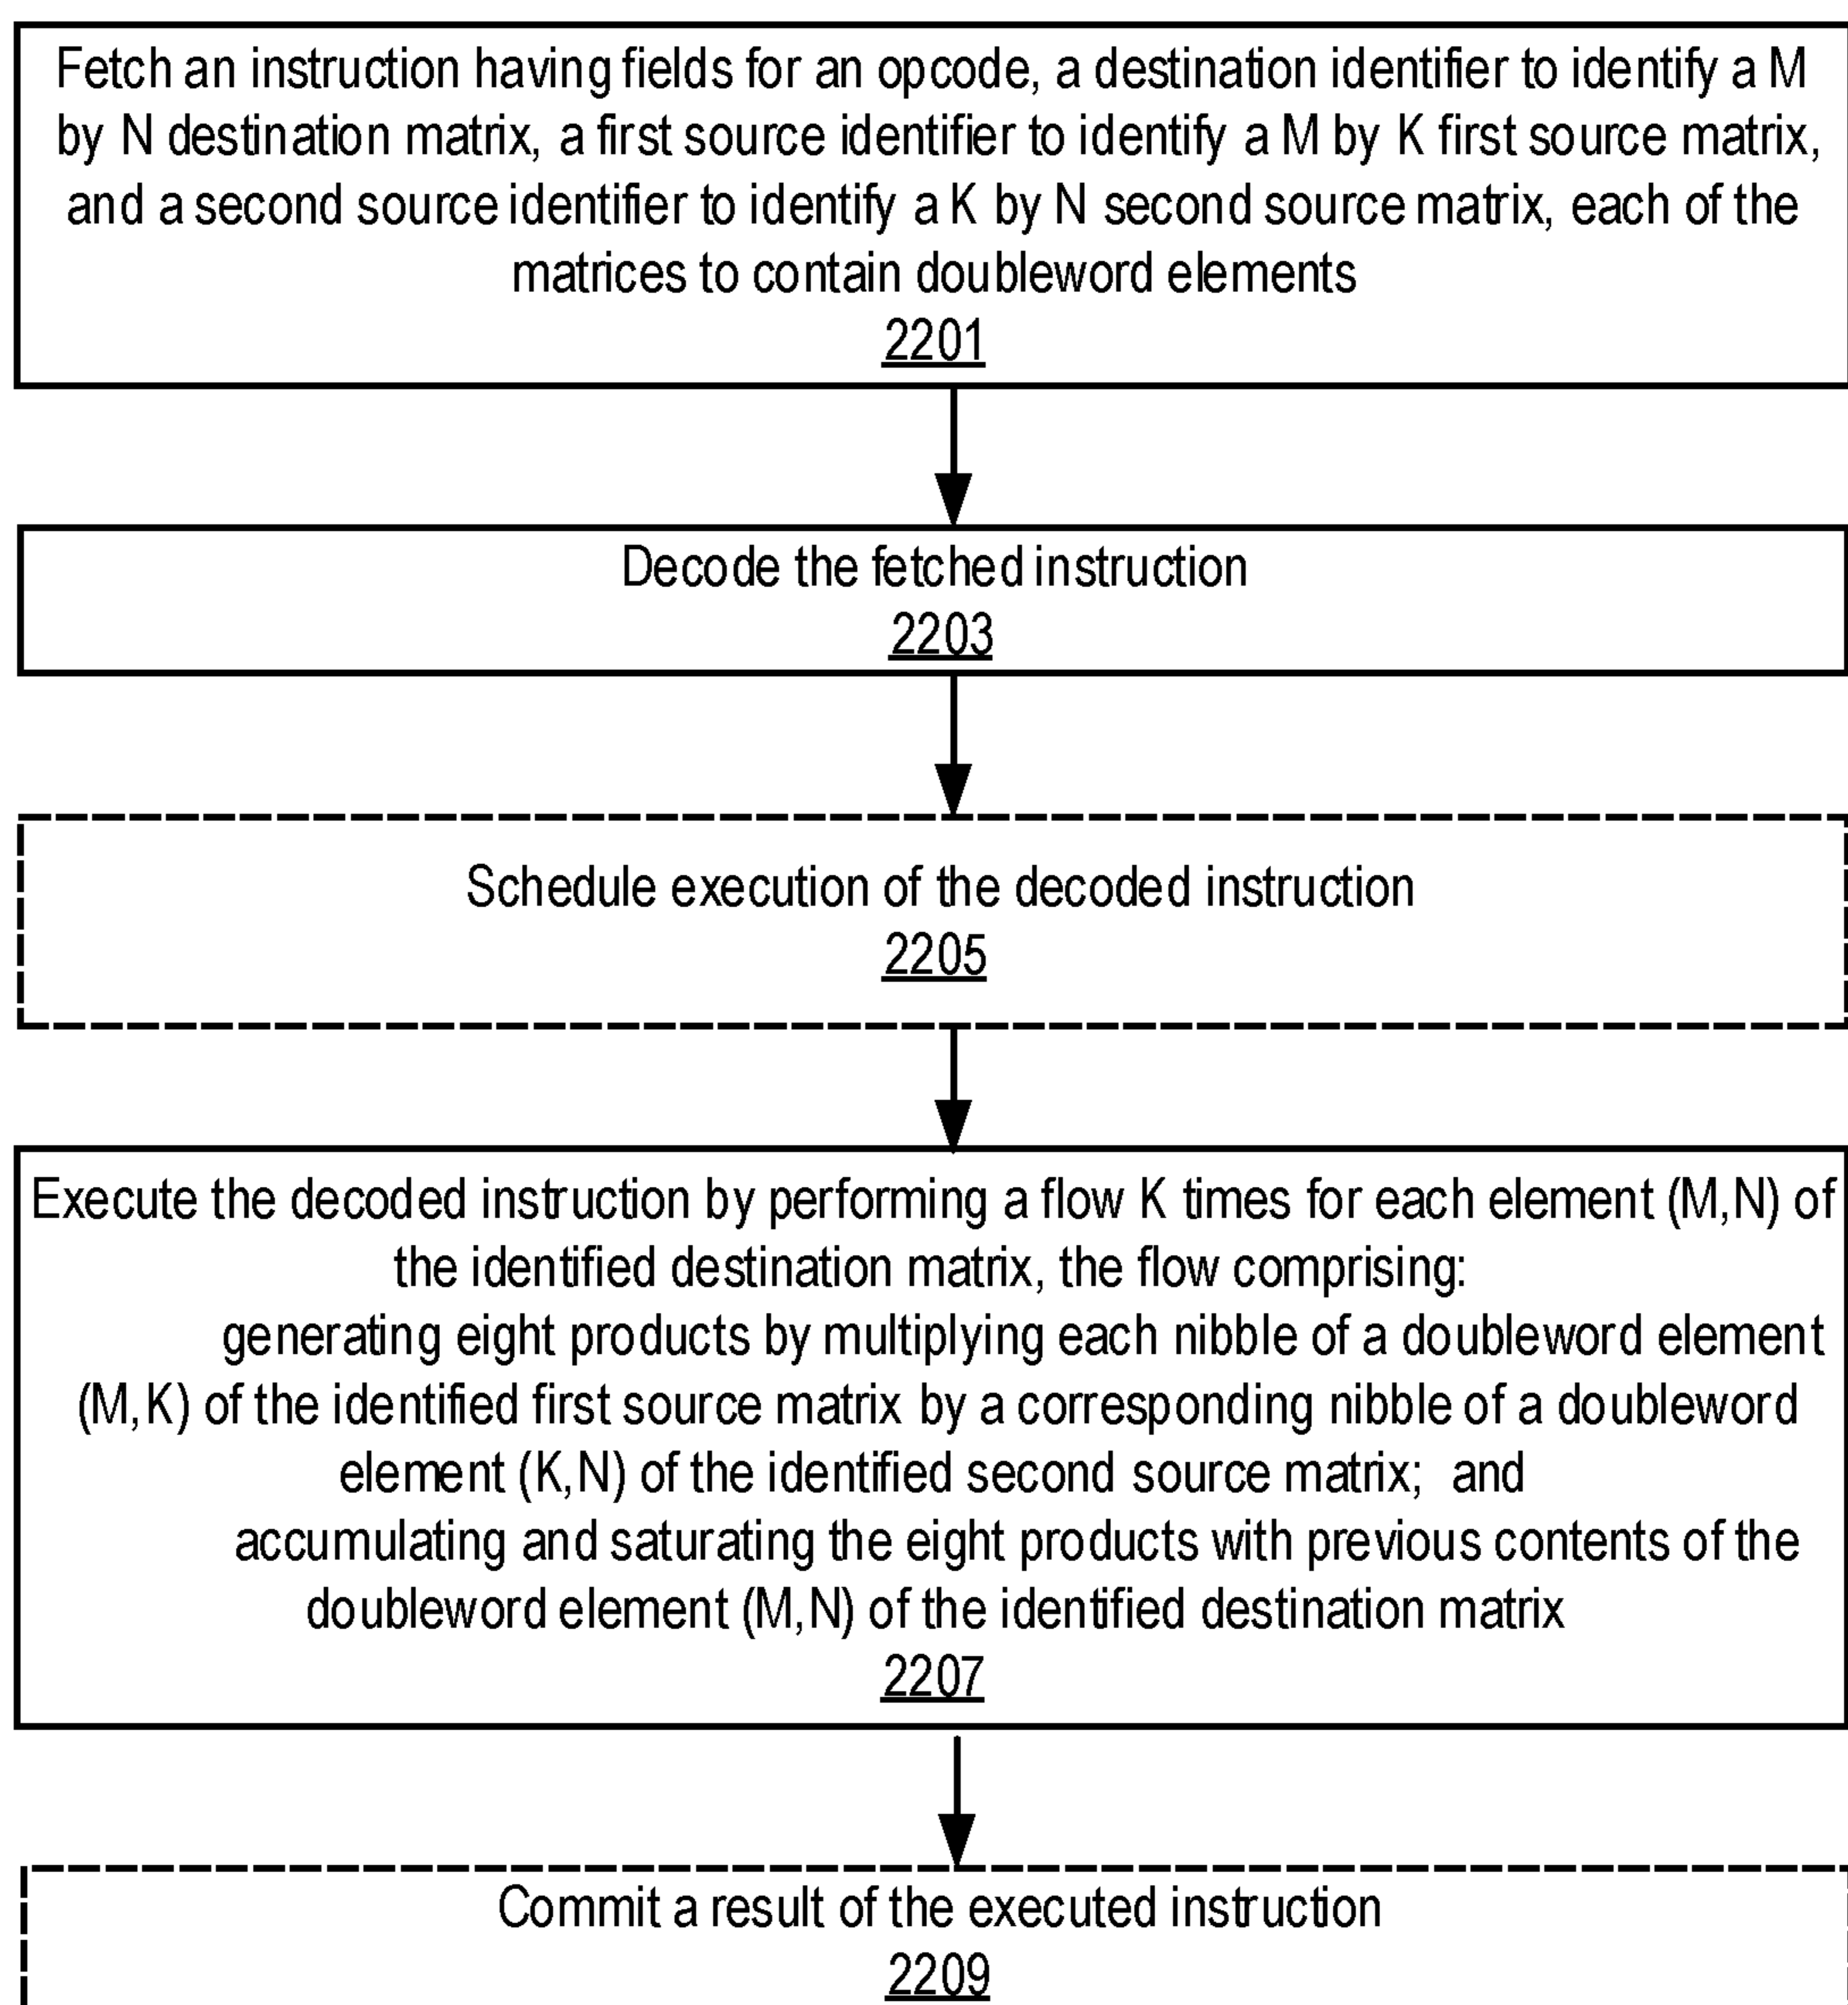 Fetch an instruction having fields for an opcode, a destination identifier to identify a M
by N destination matrix, a first source identifier to identify a M by K first source matrix,
and a second source identifier to identify a K by N second source matrix, each of the
matrices to contain doubleword elements
2201
Decode the fetched instruction
2203
Schedule execution of the decoded instruction
2205
Execute the decoded instruction by performing a flow K times for each element (M,N) of
the identified destination matrix, the flow comprising:
generating eight products by multiplying each nibble of a doubleword element
(M,K) of the identified first source matrix by a corresponding nibble of a doubleword
element (K,N) of the identified second source matrix; and
accumulating and saturating the eight products with previous contents of the
doubleword element (M,N) of the identified destination matrix
2207
Commit a result of the executed instruction
2209